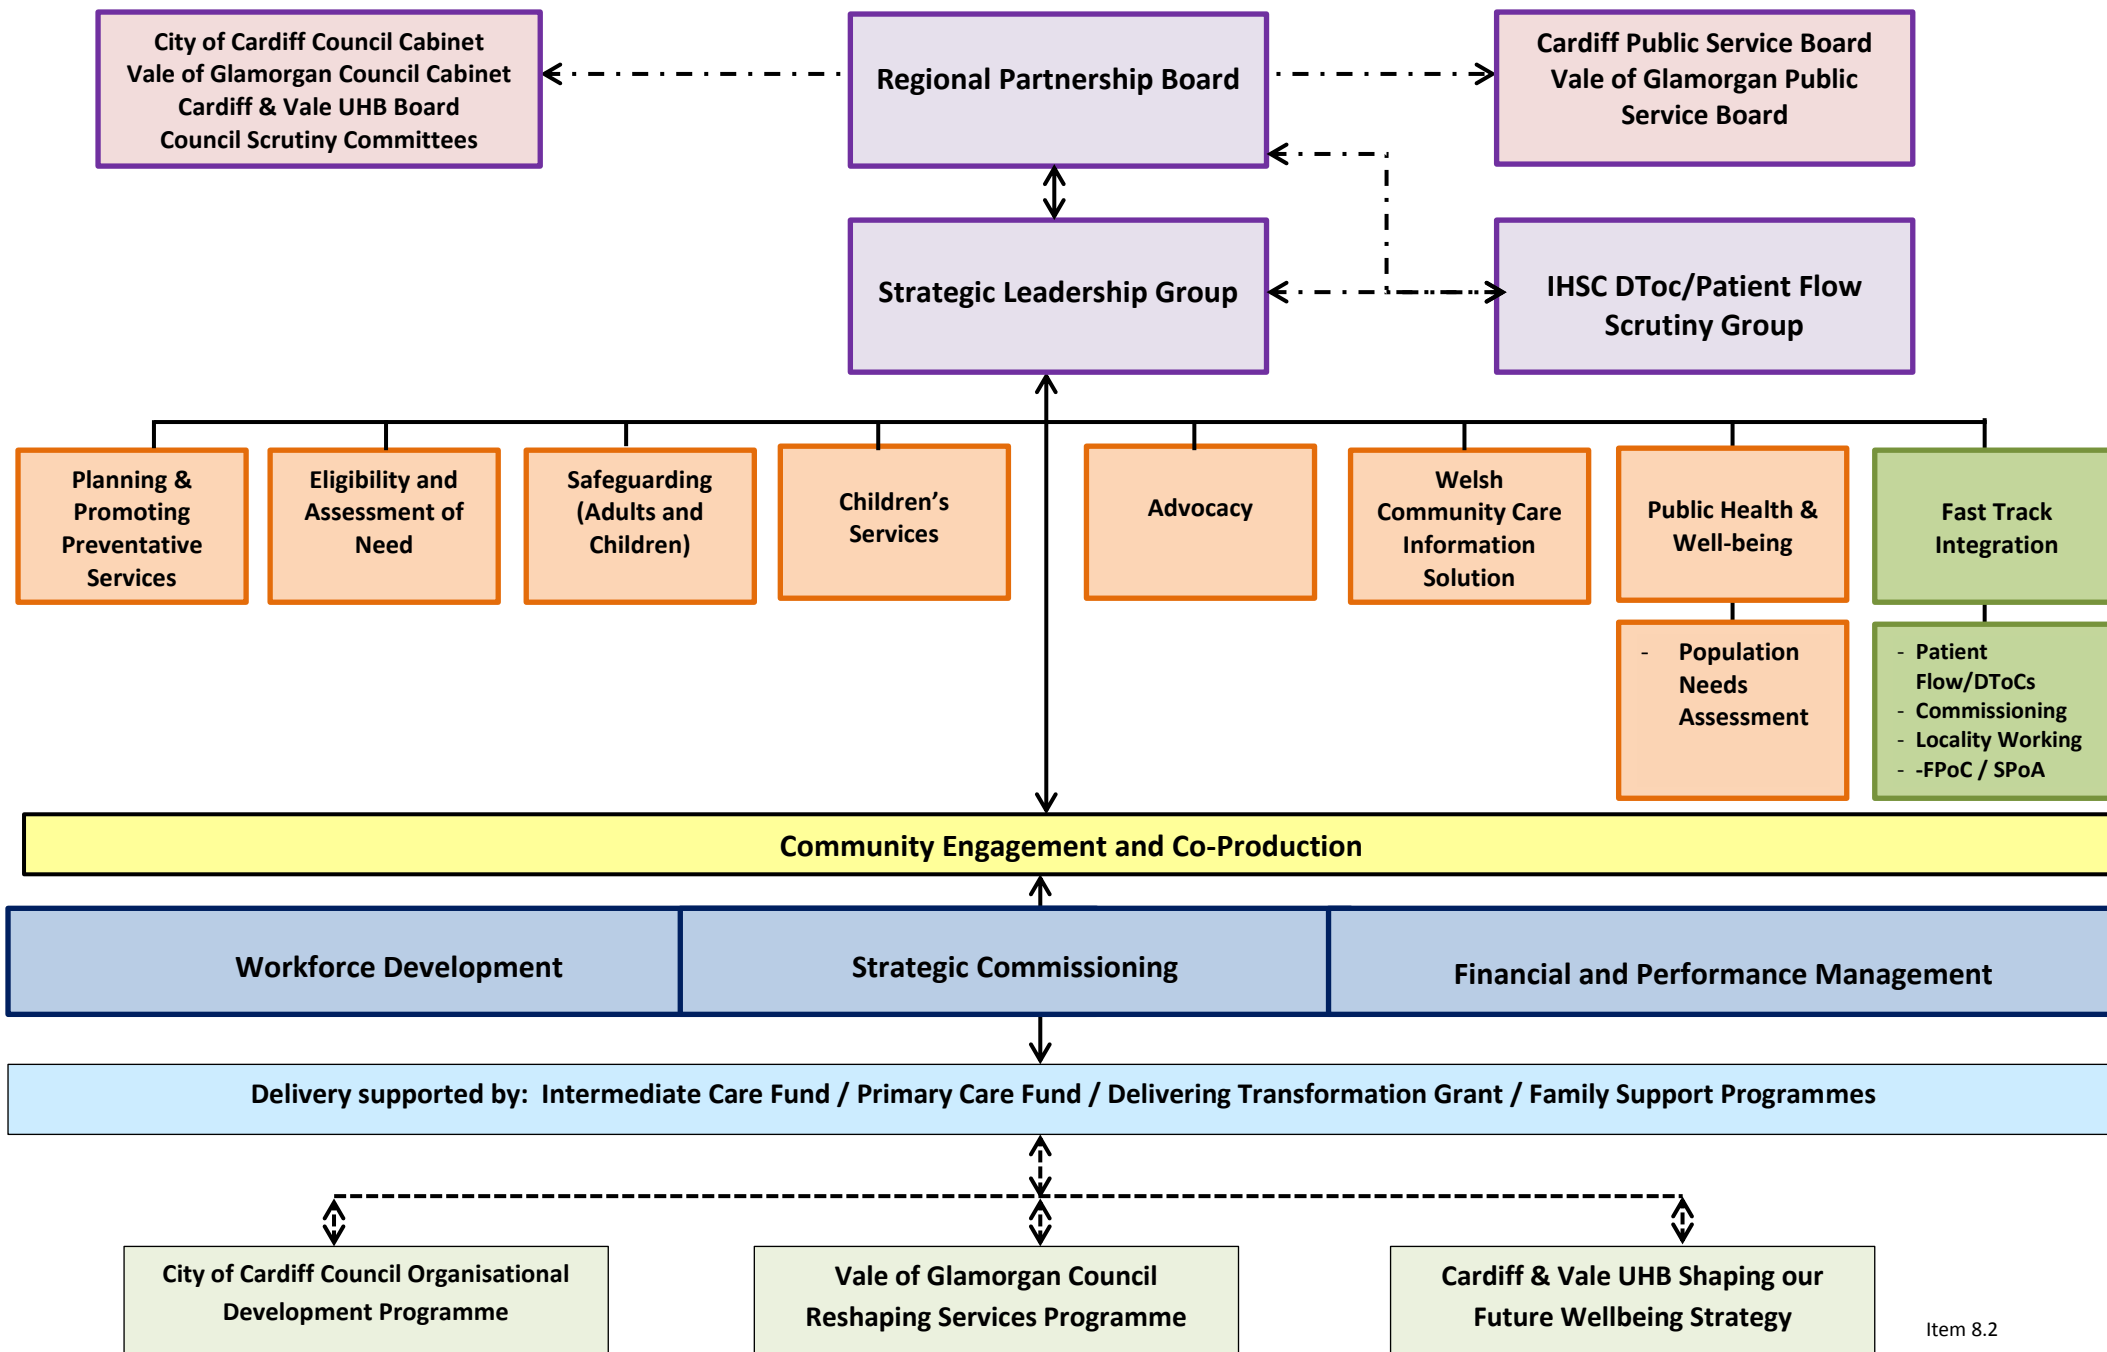 City of Cardiff Council Cabinet
Vale of Glamorgan Council Cabinet
Cardiff & Vale UHB Board
Council Scrutiny Committees
Regional Partnership Board
Cardiff Public Service Board
Vale of Glamorgan Public
Service Board
Strategic Leadership Group
IHSC DToc/Patient Flow
Scrutiny Group
Planning &
Promoting
Preventative
Services
Eligibility and
Assessment of
Need
Safeguarding
(Adults and
Children)
Children’s
Services
Advocacy
Welsh
Community Care
Information
Solution
Public Health &
Well-being
Fast Track
Integration
- Population
Needs
Assessment
- Patient
Flow/DToCs
- Commissioning
- Locality Working
- -FPoC / SPoA
Community Engagement and Co-Production
Workforce Development
Strategic Commissioning
Financial and Performance Management
Delivery supported by: Intermediate Care Fund / Primary Care Fund / Delivering Transformation Grant / Family Support Programmes
City of Cardiff Council Organisational
Development Programme
Vale of Glamorgan Council
Reshaping Services Programme
Cardiff & Vale UHB Shaping our
Future Wellbeing Strategy
Item 8.2